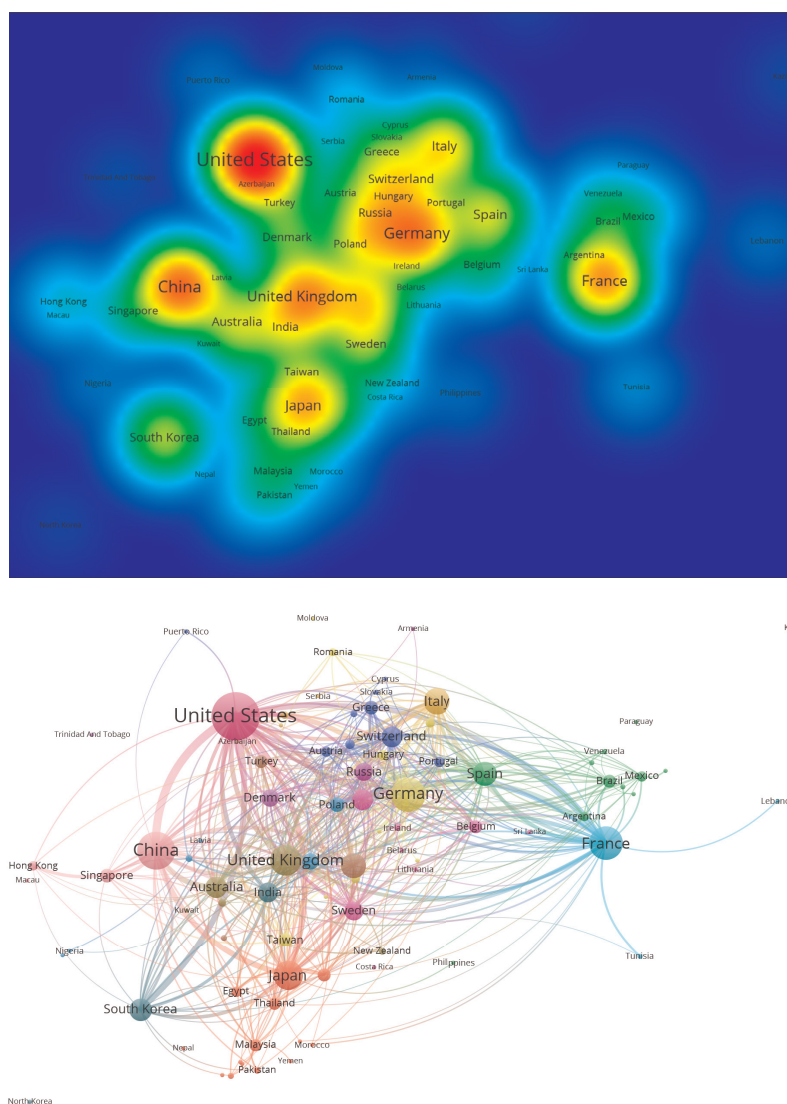 Moldova
Puerto Rico
Armenia
Romania
Cyprus
Serbia
Slovakia
Greece
Italy
United States
Paraguay
Switzerland
Azerbaijan
Austria
Hungary
Venezuela
Turkey
Portugal
Russia
Spain
Brazil
Mexico
Denmark
Germany
Poland
Lebanon
Argentina
Belgium
Ireland
Sri Lanka
China
Latvia
France
Belarus
Hong Kong
United Kingdom
Lithuania
Macau
Singapore
Australia
India
Kuwait
Sweden
Taiwan
Nigeria
New Zealand
Tunisia
Philippines
Costa Rica
Japan
Egypt
Thailand
South Korea
Nepal
Malaysia
Morocco
Yemen
Pakistan
Moldova
Puerto Rico
Armenia
Romania
Cyprus
Serbia
Slovakia
Italy
Greece
United States
Paraguay
Trinidad And Tobago
Switzerland
Azerbaijan
Austria
Hungary
Venezuela
Turkey
Portugal
Russia
Spain
Brazil
Mexico
Germany
Denmark
Poland
Lebano
Argentina
Belgium
Ireland
Sri Lanka
Latvia
France
China
Belarus
United Kingdom
Hong Kong
Lithuania
Singapore
Macau
Australia
India
Kuwait
Sweden
Taiwan
Nigeria
New Zealand
Tunisia
Philppines
Costa Rica
Japan
Egypt
Thailand
South Korea
Malaysia
Morocco
Nepal
Yemen
Pakistan
North Korea